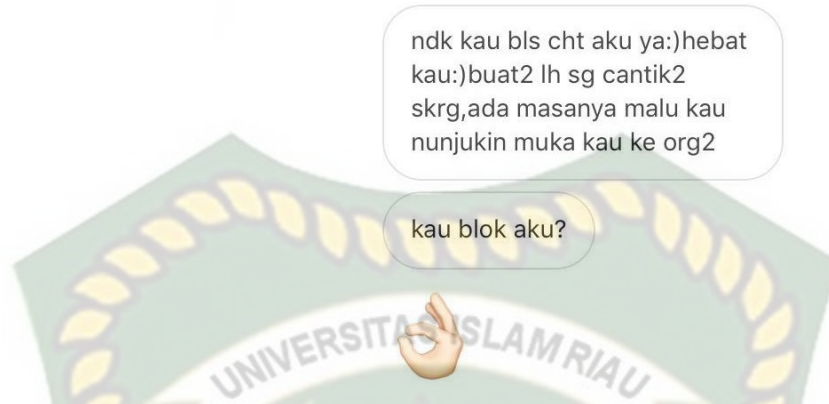 ndk kau bls cht aku ya:)hebat
kau:)buat2 lh sg cantik2
skrg,ada masanya malu kau
nunjukin muka kau ke org2
kau blok aku?
👌🏻
UNIVERSITAS ISLAM RIAU